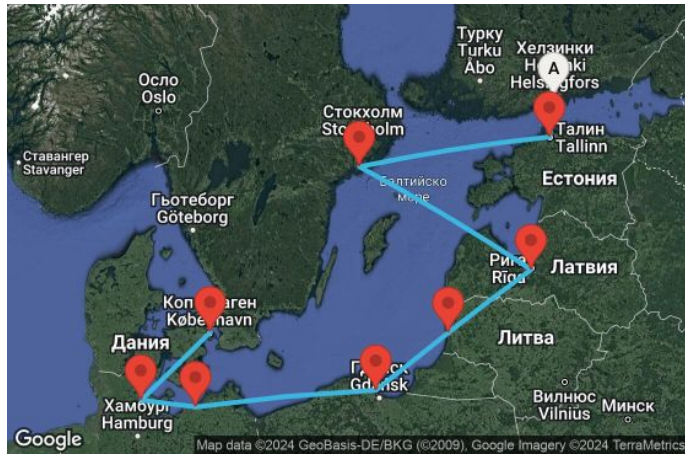 Турку
Turku
Åbo
Хелзинки
Helsingfors
A
Осло
Oslo
Стокхолм
Stockholm
Талин
Tallinn
Ставангер
Stavanger
Балтийско
море
Естония
Гьотеборг
Göteborg
Рига
Rīga
Латвия
København
Дания
Литва
Gdańsk
Хамбург
Hamburg
Вилнюс
Vilnius
Минск
Google
Map data ©2024 GeoBasis-DE/BKG (©2009), Google Imagery ©2024 TerraMetrics